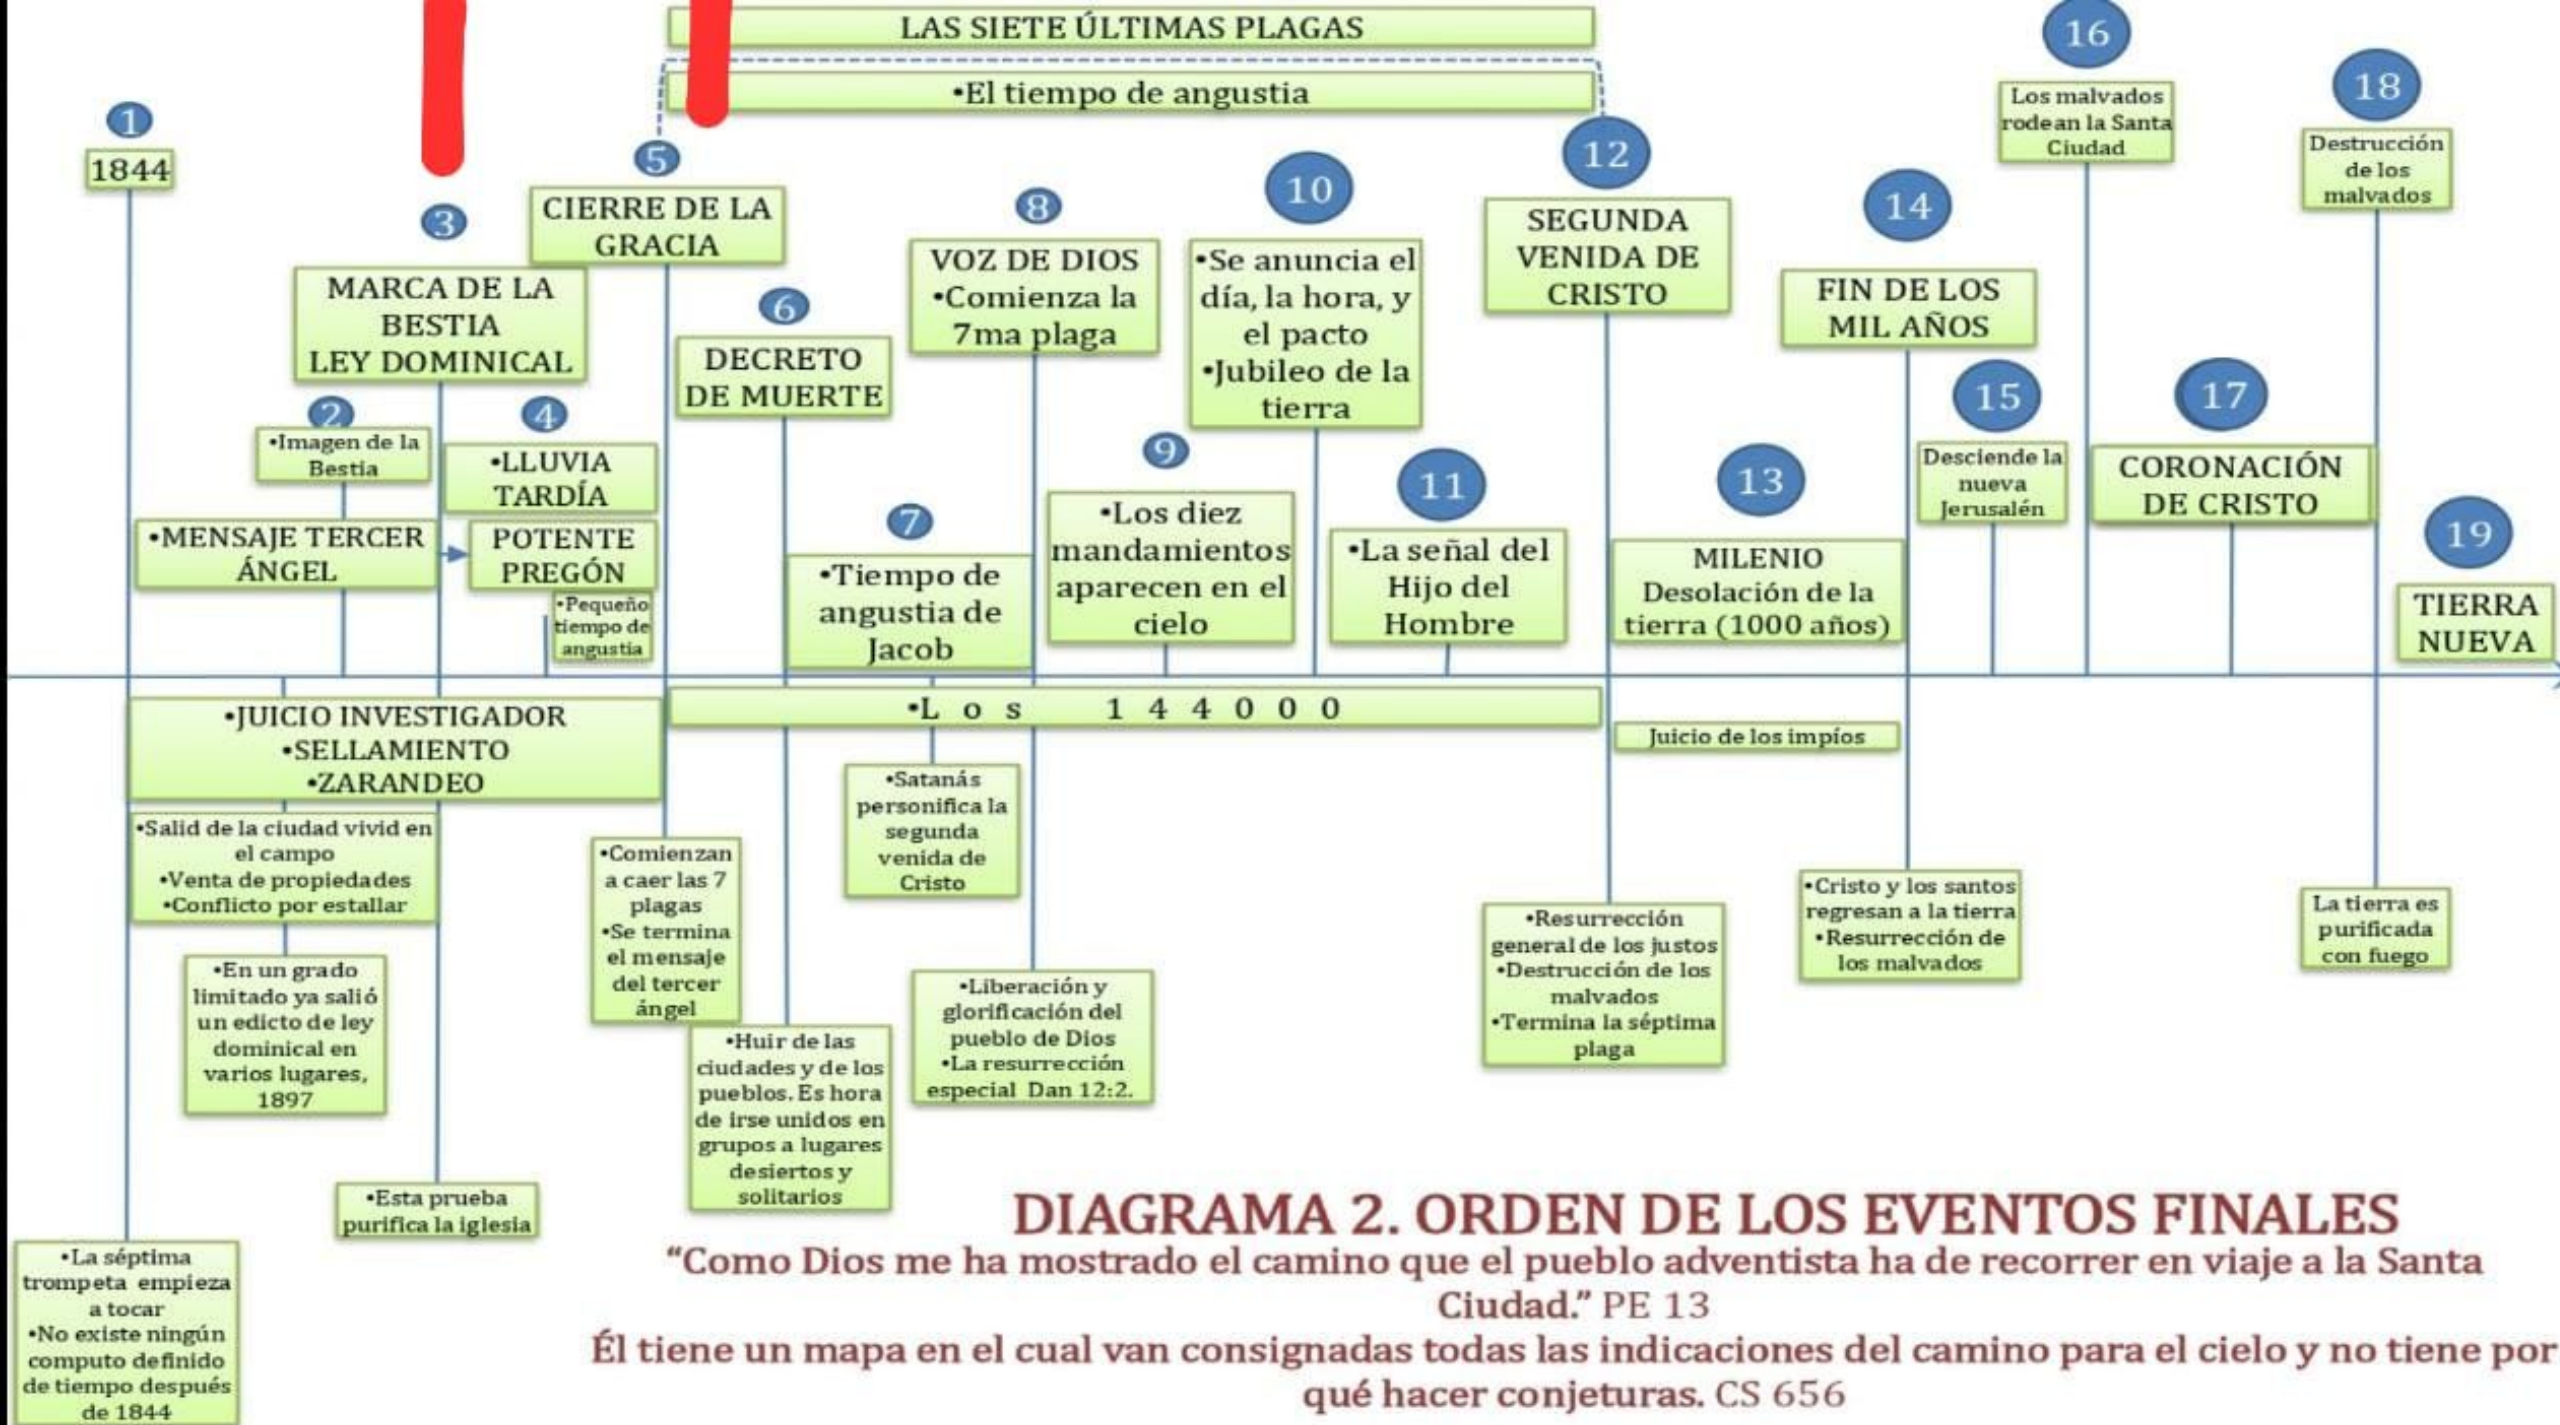 LAS SIETE ÚLTIMAS PLAGAS
•El tiempo de angustia
1
1844
•La séptima
trompeta empieza
a tocar
•No existe ningún
computo definido
de tiempo después
de 1844
2
•Imagen de la
Bestia
•MENSAJE TERCER
ÁNGEL
3
MARCA DE LA
BESTIA
LEY DOMINICAL
4
•LLUVIA
TARDÍA
POTENTE
PREGÓN
•Pequeño
tiempo de
angustia
•JUICIO INVESTIGADOR
•SELLAMIENTO
•ZARANDEO
•Salid de la ciudad vivid en
el campo
•Venta de propiedades
•Conflicto por estallar
•En un grado
limitado ya salió
un edicto de ley
dominical en
varios lugares,
1897
•Esta prueba
purifica la iglesia
5
CIERRE DE LA
GRACIA
•Comienzan
a caer las 7
plagas
•Se termina
el mensaje
del tercer
ángel
6
DECRETO
DE MUERTE
•Huir de las
ciudades y de los
pueblos. Es hora
de irse unidos en
grupos a lugares
desiertos y
solitarios
7
•Tiempo de
angustia de
Jacob
•Los 144000
•Satanás
personifica la
segunda
venida de
Cristo
8
VOZ DE DIOS
•Comienza la
7ma plaga
•Liberación y
glorificación del
pueblo de Dios
•La resurrección
especial Dan 12:2.
9
•Los diez
mandamientos
aparecen en el
cielo
10
•Se anuncia el
día, la hora, y
el pacto
•Jubileo de la
tierra
11
•La señal del
Hijo del
Hombre
12
SEGUNDA
VENIDA DE
CRISTO
•Resurrección
general de los justos
•Destrucción de los
malvados
•Termina la séptima
plaga
13
MILENIO
Desolación de la
tierra (1000 años)
Juicio de los impíos
14
FIN DE LOS
MIL AÑOS
•Cristo y los santos
regresan a la tierra
•Resurrección de
los malvados
15
Desciende la
nueva
Jerusalén
16
Los malvados
rodean la Santa
Ciudad
17
CORONACIÓN
DE CRISTO
18
Destrucción
de los
malvados
La tierra es
purificada
con fuego
19
TIERRA
NUEVA
DIAGRAMA 2. ORDEN DE LOS EVENTOS FINALES
“Como Dios me ha mostrado el camino que el pueblo adventista ha de recorrer en viaje a la Santa
Ciudad.” PE 13
Él tiene un mapa en el cual van consignadas todas las indicaciones del camino para el cielo y no tiene por
qué hacer conjeturas. CS 656